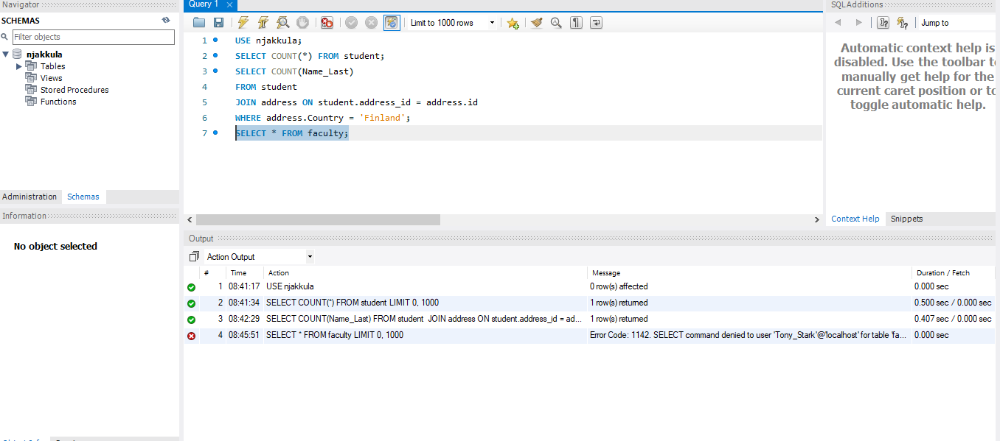 Navigator
SCHEMAS
Filter objects
njakkula
Tables
Views
Stored Procedures
Functions
Administration Schemas
Information
No object selected
Query 1
Limit to 1000 rows
1 USE njakkula;
2 SELECT COUNT(*) FROM student;
3 SELECT COUNT(Name_Last)
4 FROM student
5 JOIN address ON student.address_id = address.id
6 WHERE address.Country = 'Finland';
7 SELECT * FROM faculty;
SQLAdditions
Jump to
Automatic context help is
disabled. Use the toolbar to
manually get help for the
current caret position or to
toggle automatic help.
Context Help Snippets
Output
Action Output
# Time Action Message Duration / Fetch
1 08:41:17 USE njakkula 0 row(s) affected 0.000 sec
2 08:41:34 SELECT COUNT(*) FROM student LIMIT 0, 1000 1 row(s) returned 0.500 sec / 0.000 sec
3 08:42:29 SELECT COUNT(Name_Last) FROM student JOIN address ON student.address_id = ad... 1 row(s) returned 0.407 sec / 0.000 sec
4 08:45:51 SELECT * FROM faculty LIMIT 0, 1000 Error Code: 1142. SELECT command denied to user 'Tony_Stark'@'localhost' for table 'fa... 0.000 sec